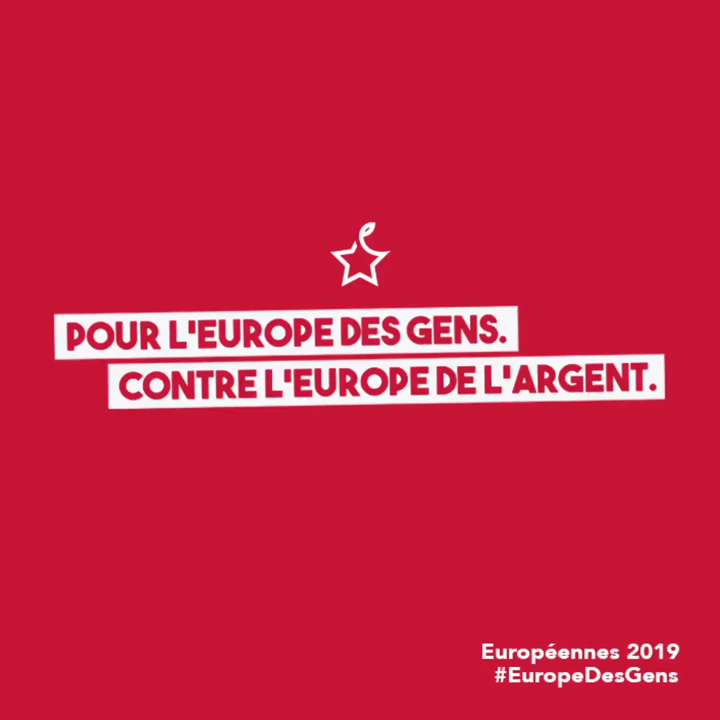 POUR L'EUROPE DES GENS.
CONTRE L'EUROPE DE L'ARGENT.
Européennes 2019
#EuropeDesGens